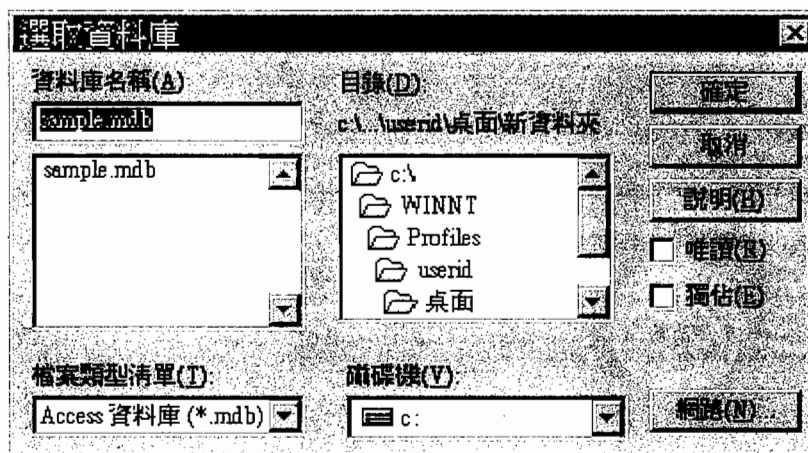 選取資料庫
資料庫名稱(A)
sample.mdb
sample.mdb
目錄(D):
c:\...\userid\桌面\新資料夾
c:\
WINNT
Profiles
userid
桌面
確定
取消
說明(H)
唯讀(R)
獨佔(E)
檔案類型清單(T):
Access 資料庫 (*.mdb)
磁碟機(V):
c:
網路(N)...